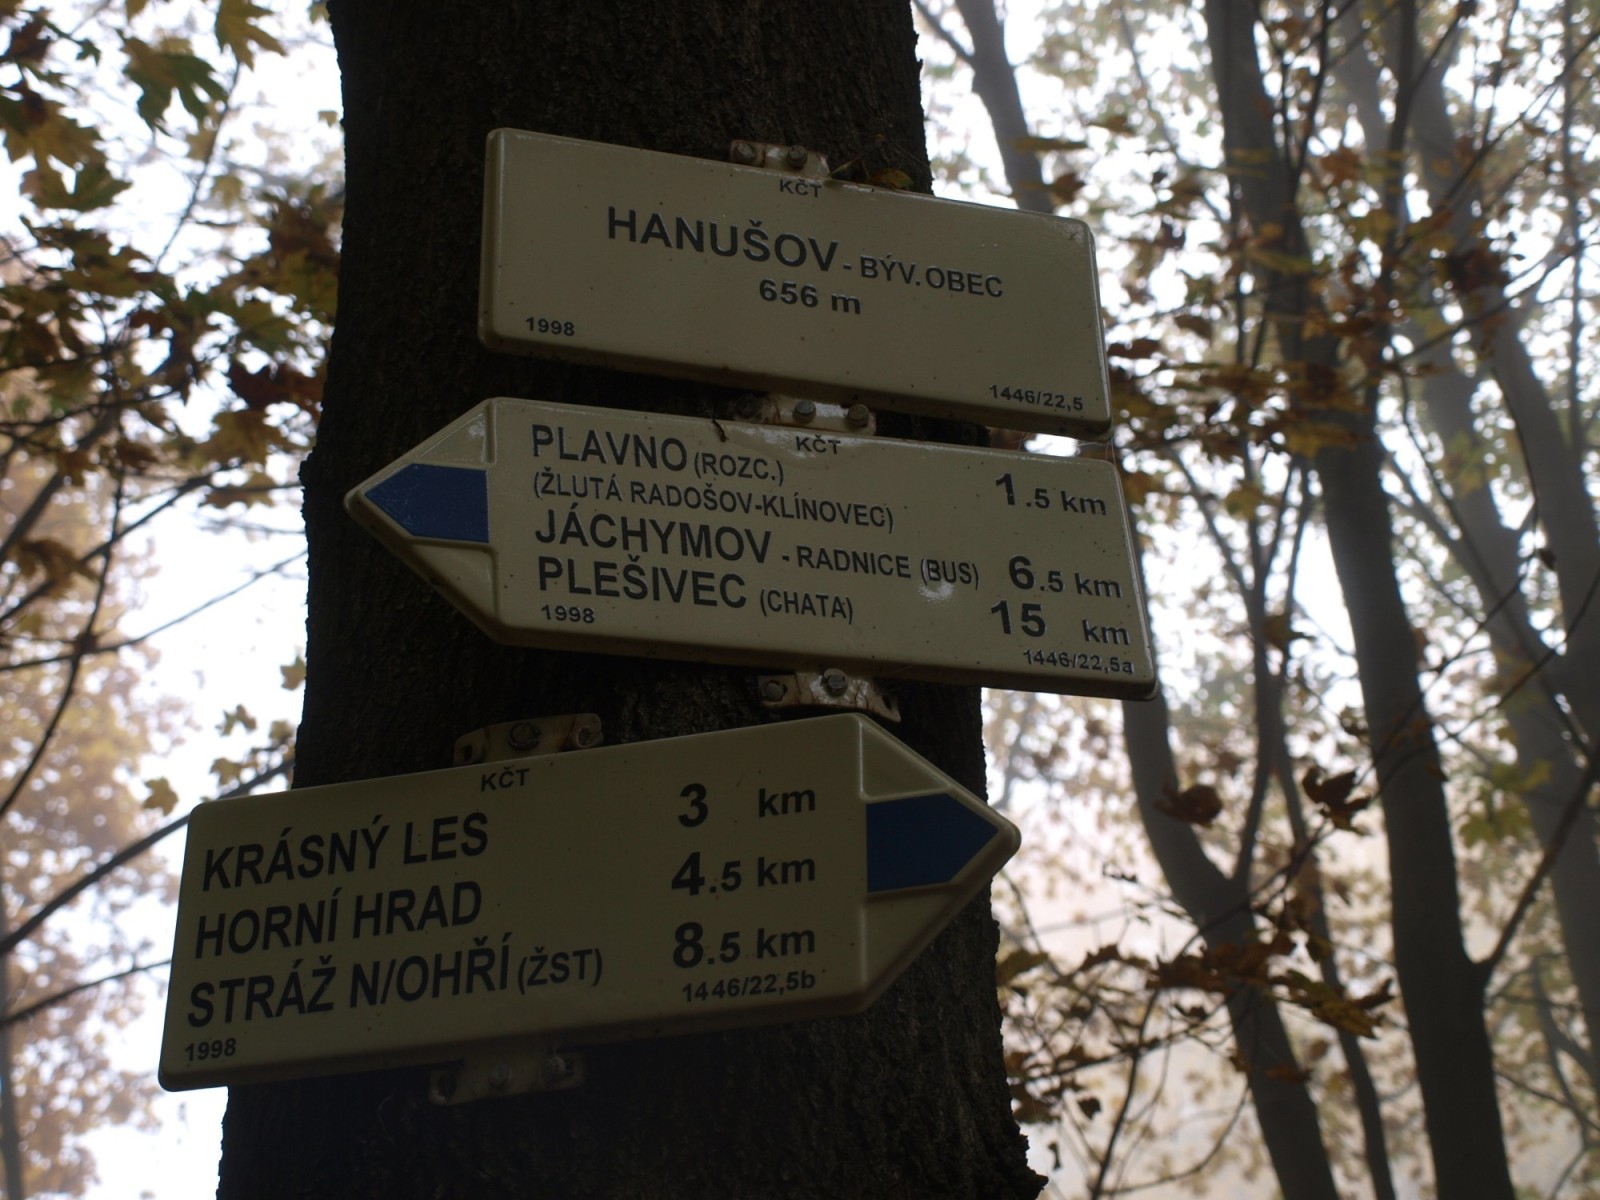 KČT
HANUŠOV - BÝV. OBEC
656 m
1998
1446/22,5
KČT
PLAVNO (ROZC.) 1.5 km
(ŽLUTÁ RADOŠOV-KLÍNOVEC)
JÁCHYMOV - RADNICE (BUS) 6.5 km
PLEŠIVEC (CHATA) 15 km
1998
1446/22,5a
KČT
KRÁSNÝ LES 3 km
HORNÍ HRAD 4.5 km
STRÁŽ N/OHŘÍ (ŽST) 8.5 km
1446/22,5b
1998